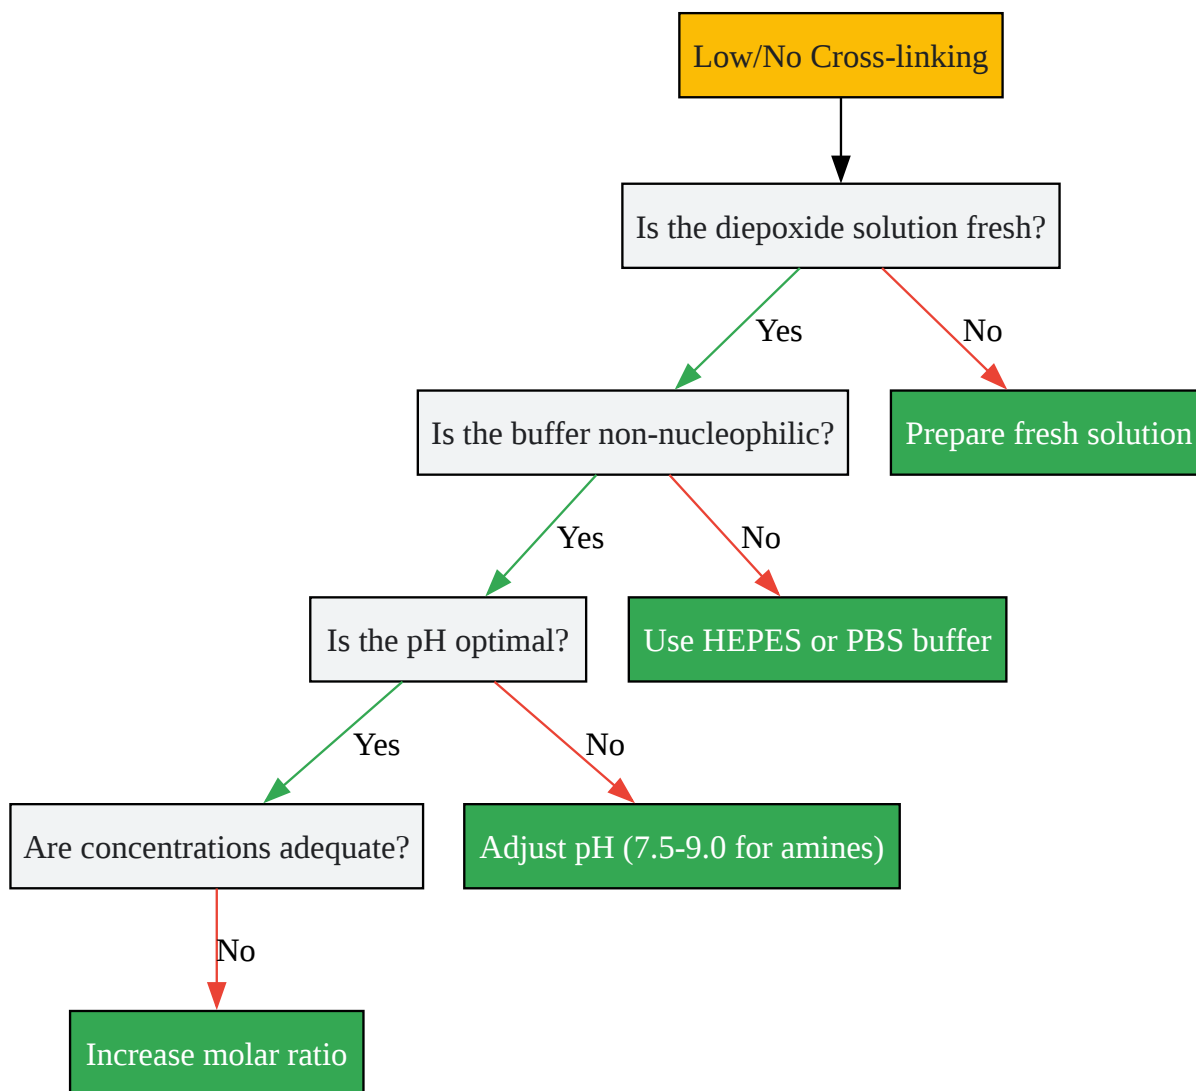 Low/No Cross-linking
Is the diepoxide solution fresh?
Yes
No
Is the buffer non-nucleophilic?
Prepare fresh solution
Yes
No
Is the pH optimal?
Use HEPES or PBS buffer
Yes
No
Are concentrations adequate?
Adjust pH (7.5-9.0 for amines)
No
Increase molar ratio